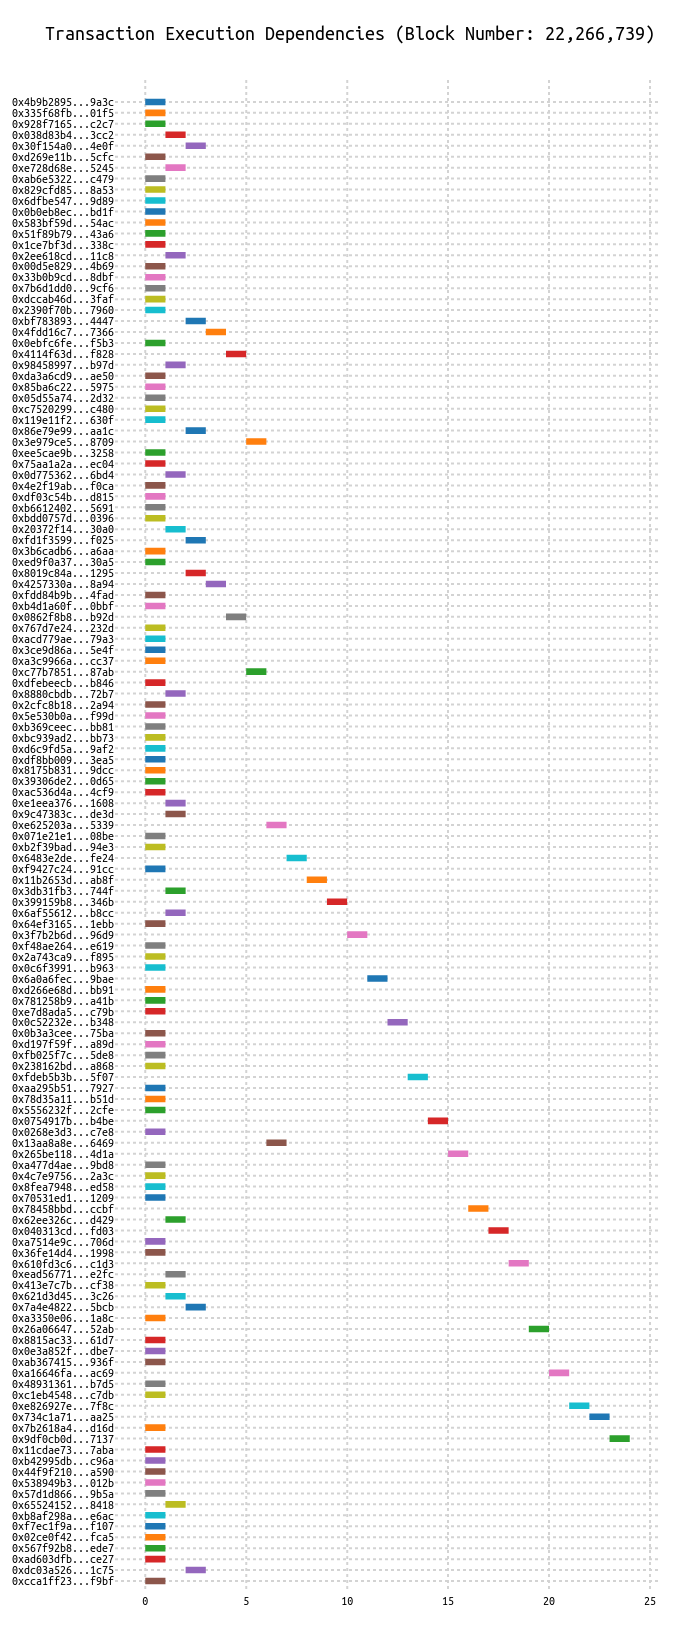 Transaction Execution Dependencies (Block Number: 22,266,739)
0x4b9b2895...9a3c
0x335f68fb...01f5
0x928f7165...c2c7
0x038d83b4...3cc2
0x30f154a0...4e0f
0xd269e11b...5cfc
0xe728d68e...5245
0xab6e5322...c479
0x829cfd85...8a53
0x6dfbe547...9d89
0x0b0eb8ec...bd1f
0x583bf59d...54ac
0x51f89b79...43a6
0x1ce7bf3d...338c
0x2ee618cd...11c8
0x00d5e829...4b69
0x33b0b9cd...8dbf
0x7b6d1dd0...9cf6
0xdccab46d...3faf
0x2390f70b...7960
0xbf783893...4447
0x4fdd16c7...7366
0x0ebfc6fe...f5b3
0x4114f63d...f828
0x98458997...b97d
0xda3a6cd9...ae50
0x85ba6c22...5975
0x05d55a74...2d32
0xc7520299...c480
0x119e11f2...630f
0x86e79e99...aa1c
0x3e979ce5...8709
0xee5cae9b...3258
0x75aa1a2a...ec04
0x0d775362...6bd4
0x4e2f19ab...f0ca
0xdf03c54b...d815
0xb6612402...5691
0xbdd0757d...0396
0x20372f14...30a0
0xfd1f3599...f025
0x3b6cadb6...a6aa
0xed9f0a37...30a5
0x8019c84a...1295
0x4257330a...8a94
0xfdd84b9b...4fad
0xb4d1a60f...0bbf
0x0862f8b8...b92d
0x767d7e24...232d
0xacd779ae...79a3
0x3ce9d86a...5e4f
0xa3c9966a...cc37
0xc77b7851...87ab
0xdfebeecb...b846
0x8880cbdb...72b7
0x2cfc8b18...2a94
0x5e530b0a...f99d
0xb369ceec...bb81
0xbc939ad2...bb73
0xd6c9fd5a...9af2
0xdf8bb009...3ea5
0x8175b831...9dcc
0x39306de2...0d65
0xac536d4a...4cf9
0xe1eea376...1608
0x9c47383c...de3d
0xe625203a...5339
0x071e21e1...08be
0xb2f39bad...94e3
0x6483e2de...fe24
0xf9427c24...91cc
0x11b2653d...ab8f
0x3db31fb3...744f
0x399159b8...346b
0x6af55612...b8cc
0x64ef3165...1ebb
0x3f7b2b6d...96d9
0xf48ae264...e619
0x2a743ca9...f895
0x0c6f3991...b963
0x6a0a6fec...9bae
0xd266e68d...bb91
0x781258b9...a41b
0xe7d8ada5...c79b
0x0c52232e...b348
0x0b3a3cee...75ba
0xd197f59f...a89d
0xfb025f7c...5de8
0x238162bd...a868
0xfdeb5b3b...5f07
0xaa295b51...7927
0x78d35a11...b51d
0x5556232f...2cfe
0x0754917b...b4be
0x0268e3d3...c7e8
0x13aa8a8e...6469
0x265be118...4d1a
0xa477d4ae...9bd8
0x4c7e9756...2a3c
0x8fea7948...ed58
0x70531ed1...1209
0x78458bbd...ccbf
0x62ee326c...d429
0x040313cd...fd03
0xa7514e9c...706d
0x36fe14d4...1998
0x610fd3c6...c1d3
0xead56771...e2fc
0x413e7c7b...cf38
0x621d3d45...3c26
0x7a4e4822...5bcb
0xa3350e06...1a8c
0x26a06647...52ab
0x8815ac33...61d7
0x0e3a852f...dbe7
0xab367415...936f
0xa16646fa...ac69
0x48931361...b7d5
0xc1eb4548...c7db
0xe826927e...7f8c
0x734c1a71...aa25
0x7b2618a4...d16d
0x9df0cb0d...7137
0x11cdae73...7aba
0xb42995db...c96a
0x44f9f210...a590
0x538949b3...012b
0x57d1d866...9b5a
0x65524152...8418
0xb8af298a...e6ac
0xf7ec1f9a...f107
0x02ce0f42...fca5
0x567f92b8...ede7
0xad603dfb...ce27
0xdc03a526...1c75
0xcca1ff23...f9bf
0 5 10 15 20 25